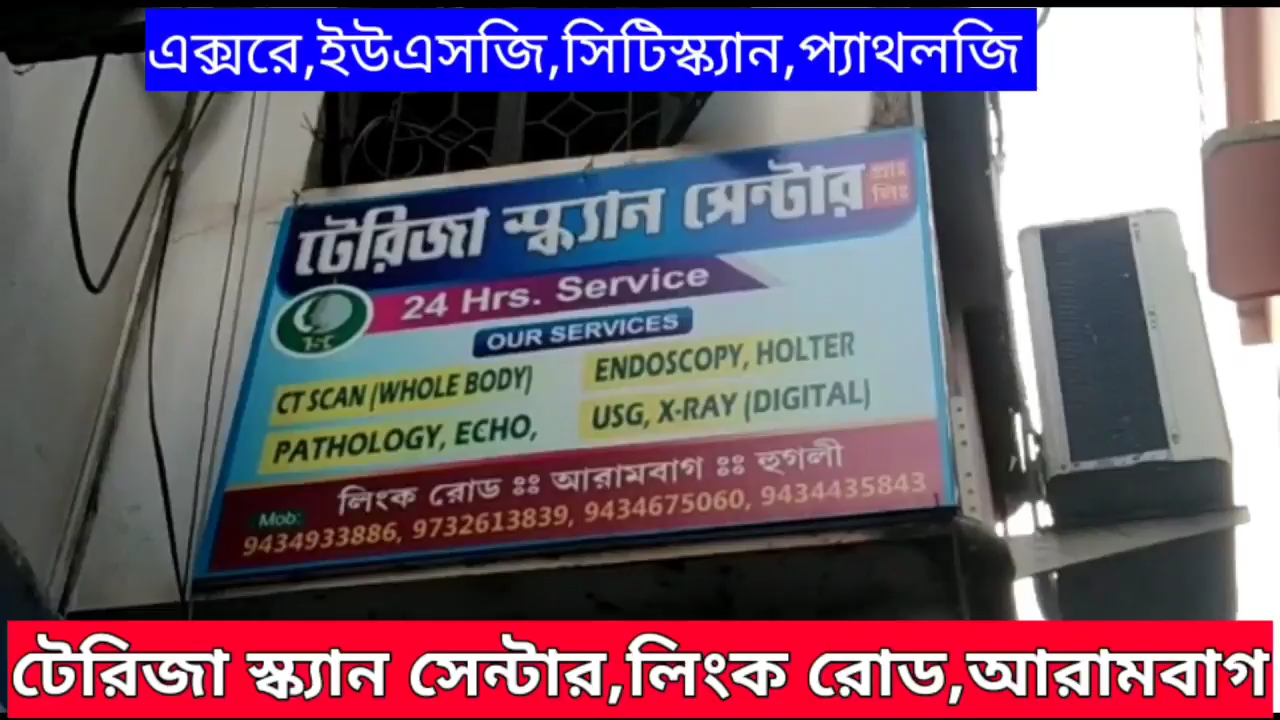 এক্সরে,ইউএসজি,সিটিস্ক্যান,প্যাথলজি
টেরিজা স্ক্যান সেন্টার প্রাঃ লিঃ
24 Hrs. Service
OUR SERVICES
CT SCAN (WHOLE BODY)
ENDOSCOPY, HOLTER
PATHOLOGY, ECHO,
USG, X-RAY (DIGITAL)
লিংক রোড ঃঃ আরামবাগ ঃঃ হুগলী
Mob:
9434933886, 9732613839, 9434675060, 9434435843
টেরিজা স্ক্যান সেন্টার,লিংক রোড,আরামবাগ